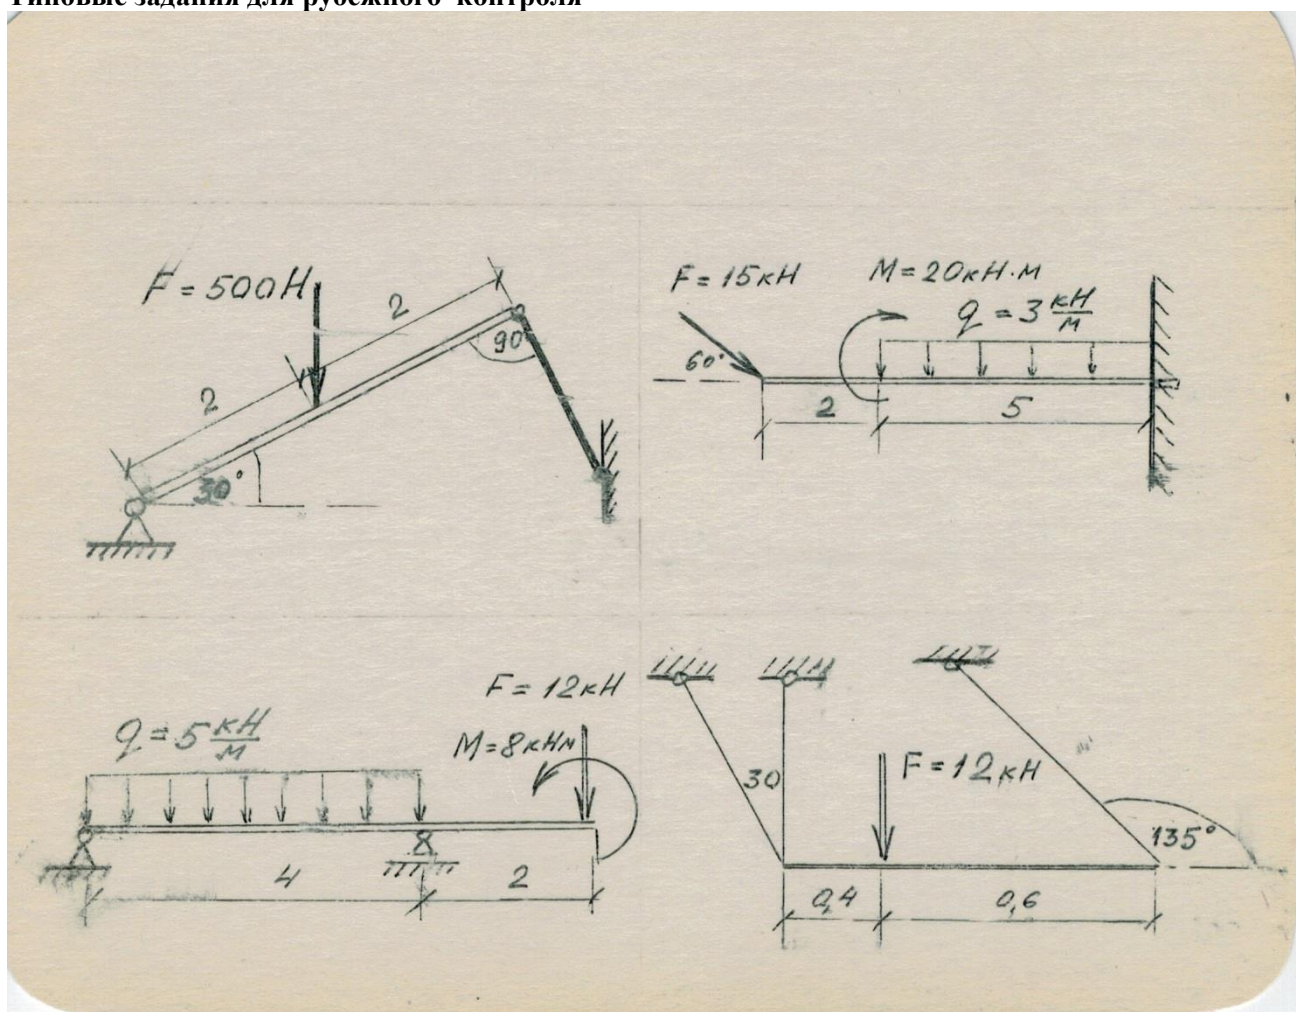 Типовые задания для рубежного контроля
F = 500Н
2
2
90
30°
F = 15кН
M = 20кН·м
q = 3 кН/м
60°
2
5
F = 12кН
q = 5 кН/м
M = 8кНм
4
2
30
F = 12кН
135°
0,4
0,6